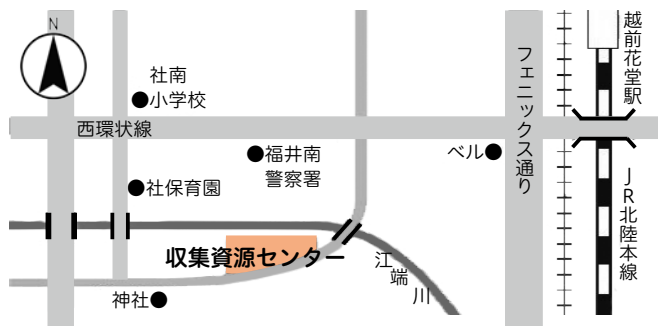 N
社南
小学校
西環状線
福井南
警察署
ベル
フェニックス通り
越前花堂駅
JR北陸本線
社保育園
収集資源センター
江端川
神社